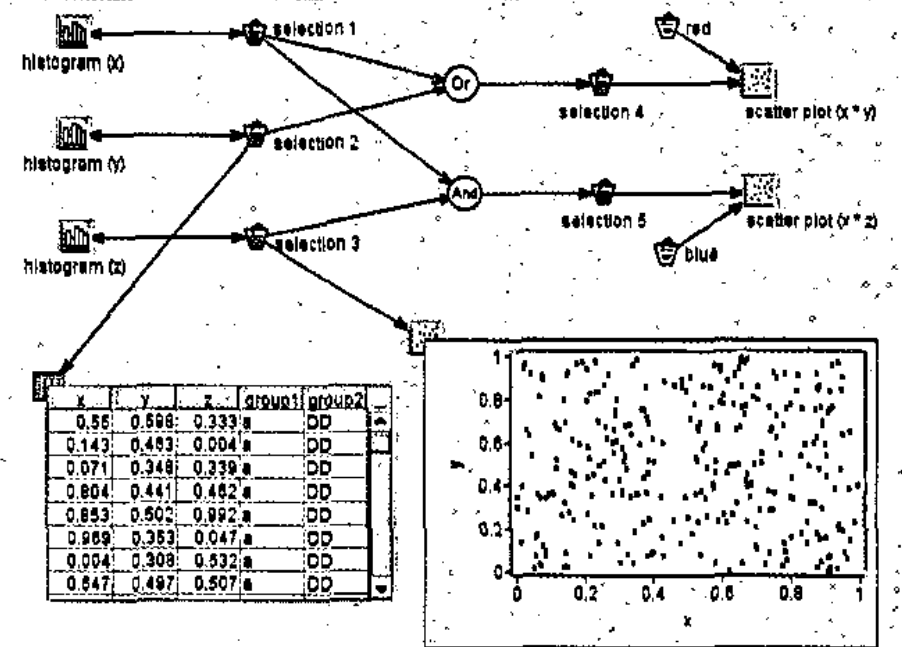 selection 1
histogram (x)
red
Or
selection 4
scatter plot (x * y)
selection 2
histogram (y)
And
selection 5
scatter plot (x * z)
selection 3
histogram (z)
blue
x y z group1 group2
0.55 0.598 0.333 a DD
0.143 0.463 0.004 a DD
0.071 0.348 0.339 a DD
0.804 0.441 0.462 a DD
0.853 0.502 0.992 a DD
0.969 0.353 0.047 a DD
0.004 0.308 0.532 a DD
0.647 0.497 0.507 a DD
1
0.8
0.6
y
0.4
0.2
0
0 0.2 0.4 0.6 0.8 1
x